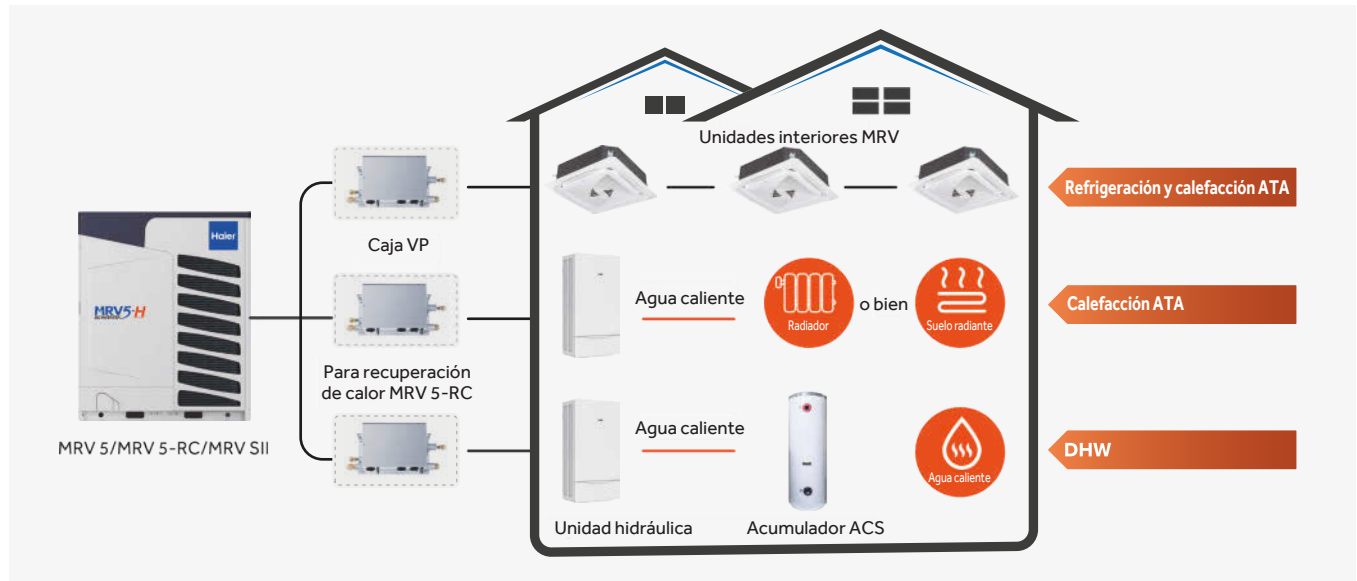 Unidades interiores MRV
Refrigeración y calefacción ATA
Caja VP
Haier
MRV5-H
Agua caliente
Radiador
o bien
Suelo radiante
Calefacción ATA
Para recuperación
de calor MRV 5-RC
MRV 5/MRV 5-RC/MRV SII
Agua caliente
Agua caliente
DHW
Unidad hidráulica
Acumulador ACS